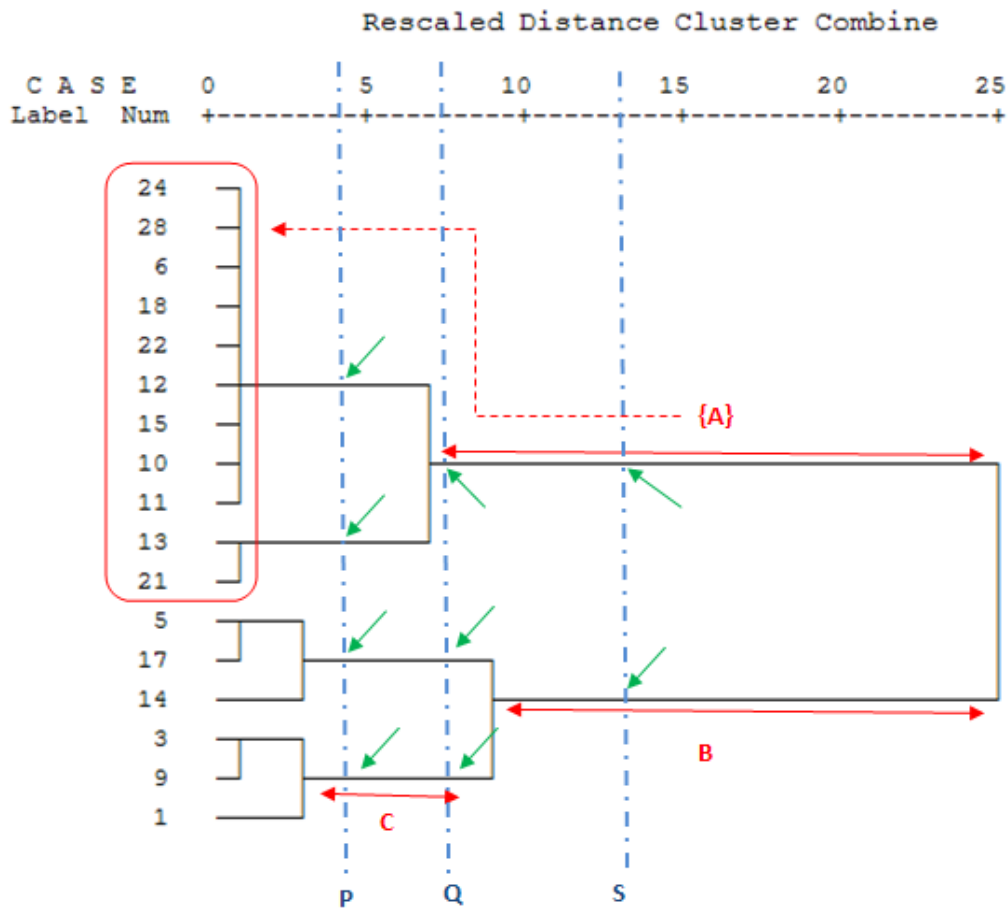 Rescaled Distance Cluster Combine
C A S E 0 5 10 15 20 25
Label Num +---------+---------+---------+---------+---------+
24
28
6
18
22
12
15
{A}
10
11
13
21
5
17
14
3
B
9
1
C
p Q S